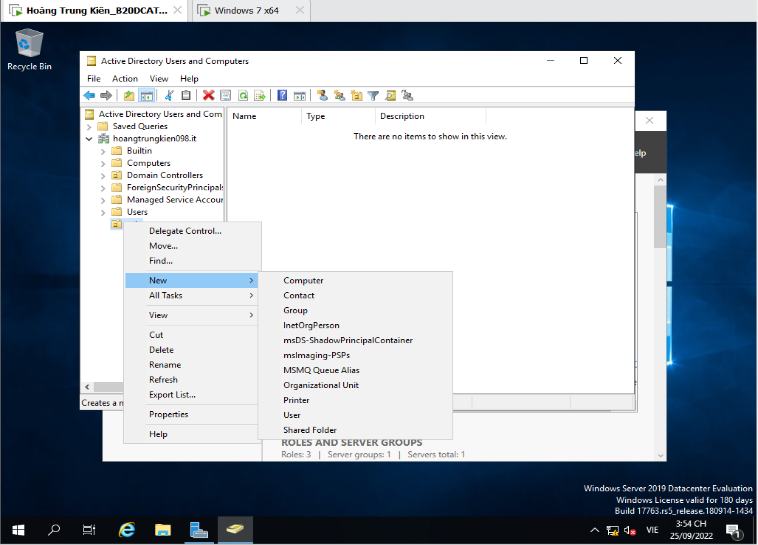 Hoàng Trung Kiên_B20DCAT...
Windows 7 x64
Recycle Bin
Active Directory Users and Computers
File Action View Help
Active Directory Users and Com
Saved Queries
hoangtrungkien098.it
Builtin
Computers
Domain Controllers
ForeignSecurityPrincipals
Managed Service Accour
Users
Name Type Description
There are no items to show in this view.
elp
Delegate Control...
Move...
Find...
New
All Tasks
View
Cut
Delete
Rename
Refresh
Export List...
Properties
Help
Computer
Contact
Group
InetOrgPerson
msDS-ShadowPrincipalContainer
msImaging-PSPs
MSMQ Queue Alias
Organizational Unit
Printer
User
Shared Folder
Creates a n
ROLES AND SERVER GROUPS
Roles: 3 | Server groups: 1 | Servers total: 1
Windows Server 2019 Datacenter Evaluation
Windows License valid for 180 days
Build 17763.rs5_release.180914-1434
VIE
3:54 CH
25/09/2022
1